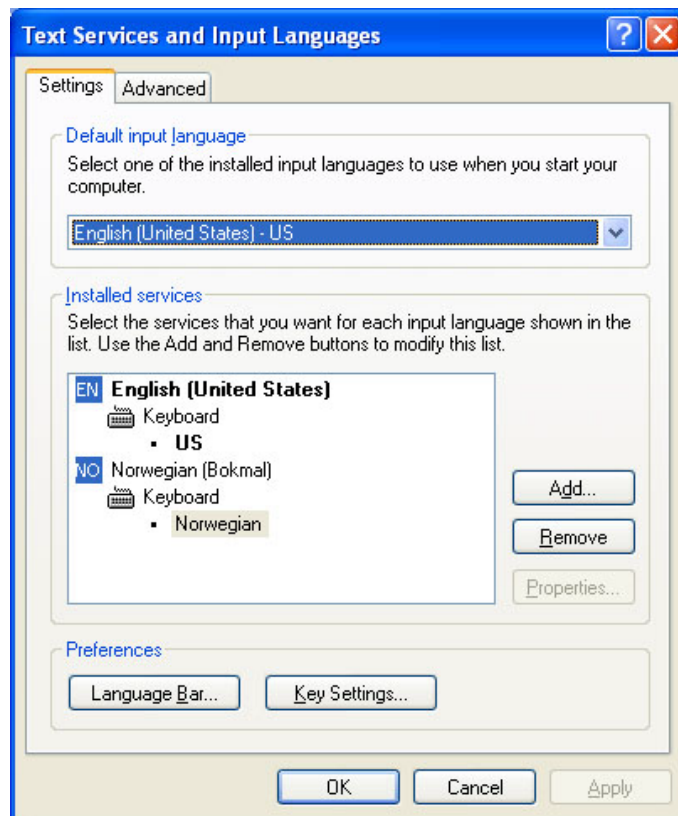 Text Services and Input Languages
?
Settings
Advanced
Default input language
Select one of the installed input languages to use when you start your
computer.
English (United States) - US
Installed services
Select the services that you want for each input language shown in the
list. Use the Add and Remove buttons to modify this list.
EN English (United States)
Keyboard
• US
NO Norwegian (Bokmal)
Keyboard
• Norwegian
Add...
Remove
Properties...
Preferences
Language Bar...
Key Settings...
OK
Cancel
Apply